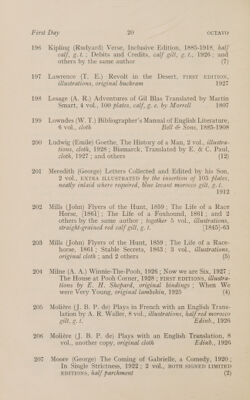 First Day 20 OCTAVO
196 Kipling (Rudyard) Verse, Inclusive Edition, 1885-1918, half
calf, g. t.; Debits and Credits, calf gilt, g. t., 1926; and
others by the same author (7)
197 Lawrence (T. E.) Revolt in the Desert, FIRST EDITION,
illustrations, original buckram 1927
198 Lesage (A. R.) Adventures of Gil Blas Translated by Martin
Smart, 4 vol., 100 plates, calf, g. e. by Morrell 1807
199 Lowndes (W. T.) Bibliographer's Manual of English Literature,
6 vol., cloth Bell & Sons, 1885-1908
200 Ludwig (Emile) Goethe, The History of a Man, 2 vol., illustra-
tions, cloth, 1928; Bismarck, Translated by E. & C. Paul,
cloth, 1927; and others (12)
201 Meredith (George) Letters Collected and Edited by his Son,
2 vol., EXTRA ILLUSTRATED by the insertion of 105 plates,
neatly inlaid where required, blue levant morocco gilt, g. t.
1912
202 Mills (John) Flyers of the Hunt, 1859; The Life of a Race
Horse, [1861]; The Life of a Foxhound, 1861; and 2
others by the same author; together 5 vol., illustrations,
straight-grained red calf gilt, g. t. [1845]-63
203 Mills (John) Flyers of the Hunt, 1859; The Life of a Race-
horse, 1861; Stable Secrets, 1863; 3 vol., illustrations,
original cloth; and 2 others (5)
204 Milne (A. A.) Winnie-The-Pooh, 1926; Now we are Six, 1927;
The House at Pooh Corner, 1928; FIRST EDITIONS, illustra-
tions by E. H. Shepard, original bindings; When We
were Very Young, original lambskin, 1925 (4)
205 Molière (J. B. P. de) Plays in French with an English Trans-
lation by A. R. Waller, 8 vol., illustrations, half red morocco
gilt, g. t. Edinb., 1926
206 Molière (J. B. P. de) Plays with an English Translation, 8
vol., another copy, original cloth Edinb., 1926
207 Moore (George) The Coming of Gabrielle, a Comedy, 1920;
In Single Strictness, 1922; 2 vol., BOTH SIGNED LIMITED
EDITIONS, half parchment (2)